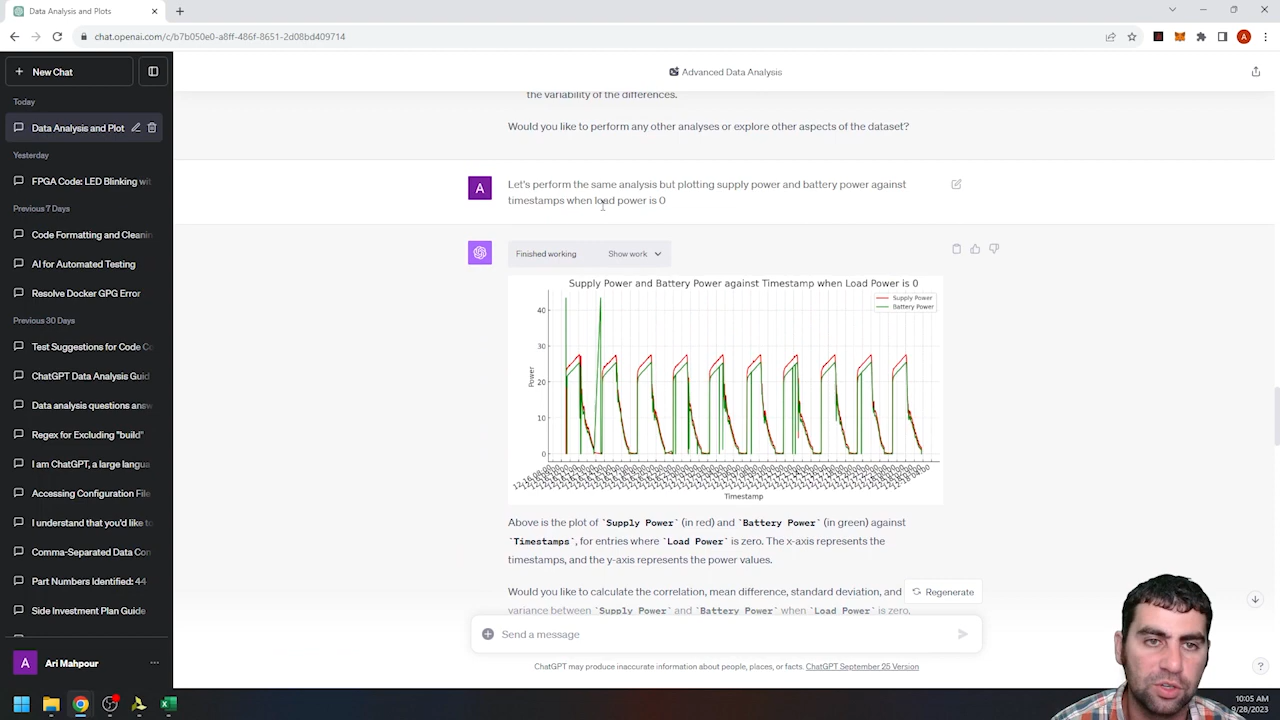 Data Analysis and Plots
chat.openai.com/c/b7b050e0-a8ff-486f-8651-2d08bd409714
A
New Chat
Advanced Data Analysis
Today
Data Analysis and Plot
Yesterday
FPGA Code: LED Blinking wit
Previous 7 Days
Code Formatting and Cleanin
AI for Automated Testing
Resolve Docker GPG Error
Previous 30 Days
Test Suggestions for Code Co
ChatGPT Data Analysis Guid
Data analysis questions answ
Regex for Excluding "build"
I am ChatGPT, a large langua
Accessing Configuration File
I understand that you'd like to
Comma-Separated Data Con
Part Numbers Identified: 44
Side Investment Plan Guide
A
Ari Mahpour
the variability of the differences.
Would you like to perform any other analyses or explore other aspects of the dataset?
A
Let's perform the same analysis but plotting supply power and battery power against
timestamps when load power is 0
Finished working
Show work
Supply Power and Battery Power against Timestamp when Load Power is 0
Supply Power
Battery Power
Power
40
30
20
10
0
Timestamp
Above is the plot of `Supply Power` (in red) and `Battery Power` (in green) against
`Timestamps`, for entries where `Load Power` is zero. The x-axis represents the
timestamps, and the y-axis represents the power values.
Would you like to calculate the correlation, mean difference, standard deviation, and
variance between `Supply Power` and `Battery Power` when `Load Power` is zero.
Regenerate
Send a message
ChatGPT may produce inaccurate information about people, places, or facts. ChatGPT September 25 Version
?
10:05 AM
9/28/2023